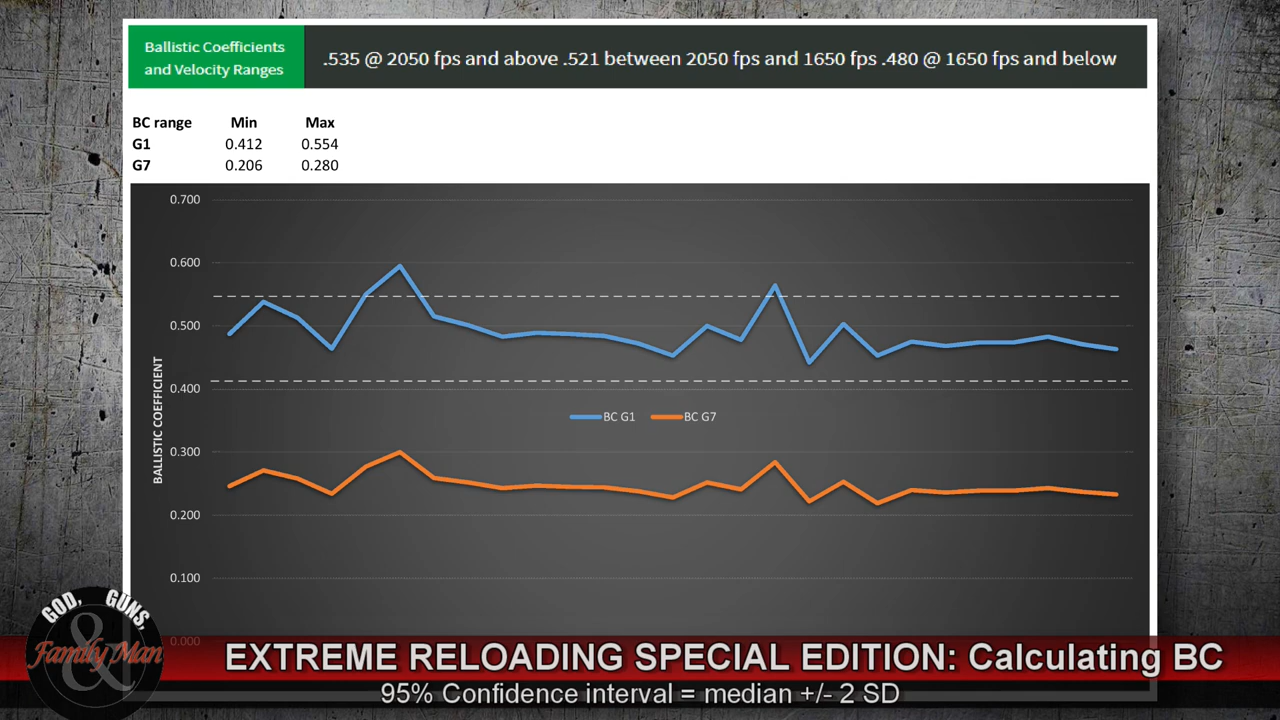 Ballistic Coefficients
and Velocity Ranges
.535 @ 2050 fps and above .521 between 2050 fps and 1650 fps .480 @ 1650 fps and below
BC range Min Max
G1 0.412 0.554
G7 0.206 0.280
0.700
0.600
0.500
0.400
0.300
0.200
0.100
0.000
BALLISTIC COEFFICIENT
BC G1 BC G7
GOD, GUNS,
&
Family Man
EXTREME RELOADING SPECIAL EDITION: Calculating BC
95% Confidence interval = median +/- 2 SD